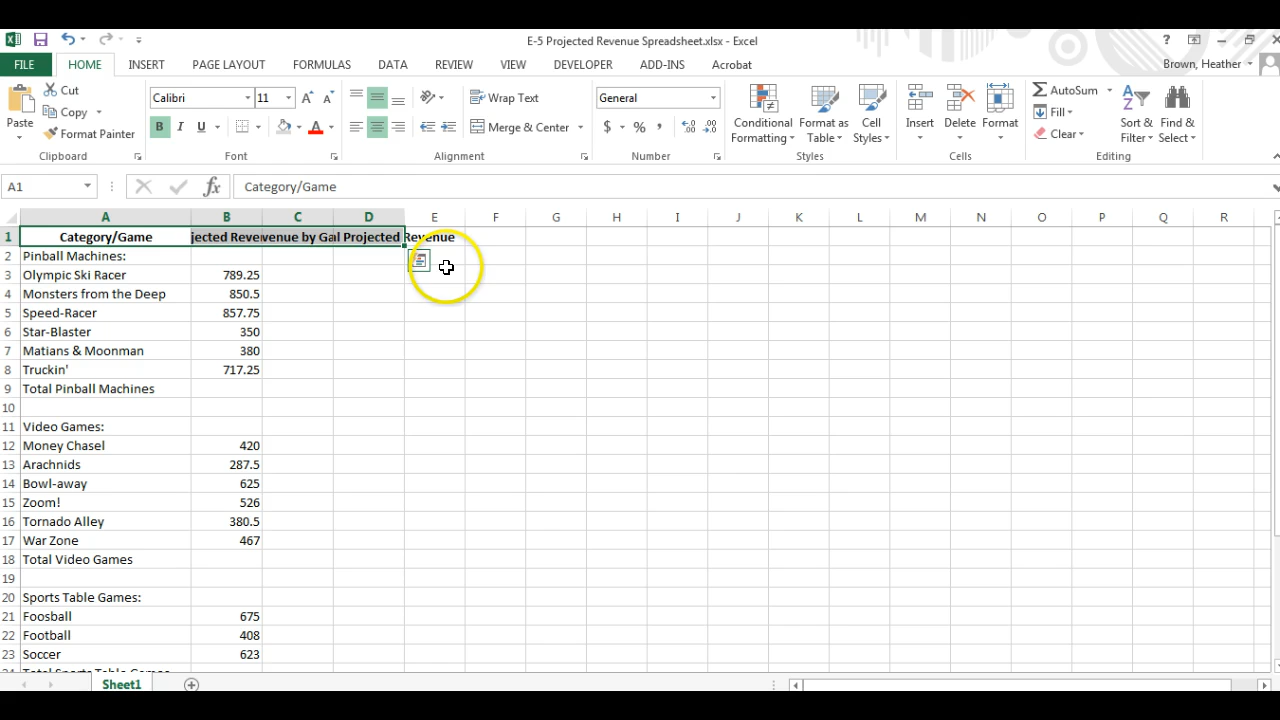 E-5 Projected Revenue Spreadsheet.xlsx - Excel
?
FILE HOME INSERT PAGE LAYOUT FORMULAS DATA REVIEW VIEW DEVELOPER ADD-INS Acrobat Brown, Heather
Paste Cut Copy Format Painter
Clipboard
Calibri 11 A A
B I U A
Font
Wrap Text
Merge & Center
Alignment
General
$ % ,
Number
Conditional Formatting Format as Table Cell Styles
Styles
Insert Delete Format
Cells
AutoSum Fill Clear Sort & Filter Find & Select
Editing
A1 fx Category/Game
A B C D E F G H I J K L M N O P Q R
1 Category/Game jected Reve venue by Ga l Projected Revenue
2 Pinball Machines:
3 Olympic Ski Racer 789.25
4 Monsters from the Deep 850.5
5 Speed-Racer 857.75
6 Star-Blaster 350
7 Matians & Moonman 380
8 Truckin' 717.25
9 Total Pinball Machines
10
11 Video Games:
12 Money Chasel 420
13 Arachnids 287.5
14 Bowl-away 625
15 Zoom! 526
16 Tornado Alley 380.5
17 War Zone 467
18 Total Video Games
19
20 Sports Table Games:
21 Foosball 675
22 Football 408
23 Soccer 623
24 Total Sports Table Games
Sheet1